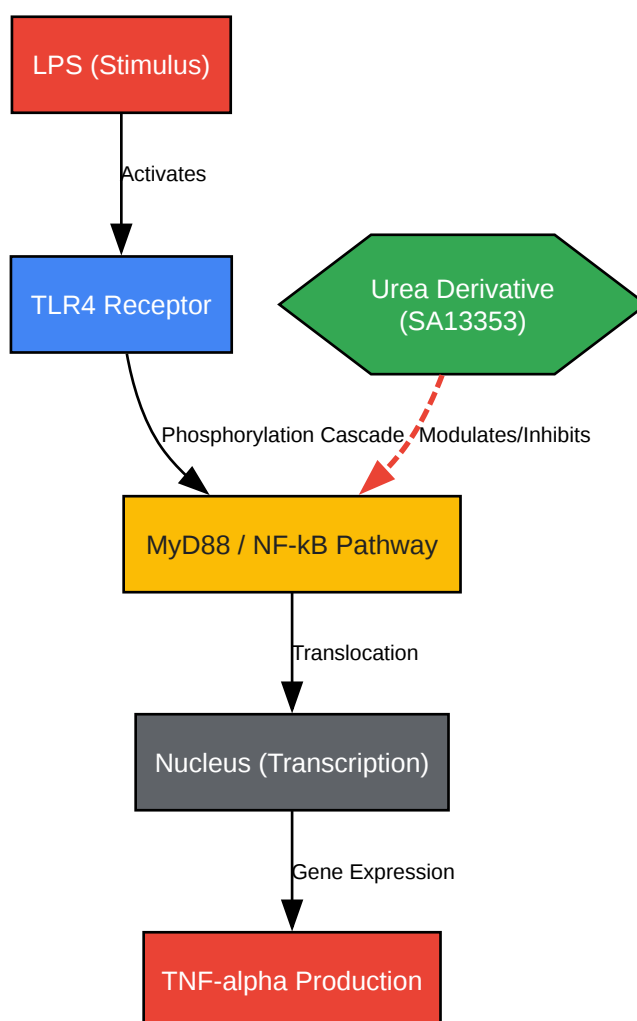 LPS (Stimulus)
Activates
TLR4 Receptor
Urea Derivative
(SA13353)
Phosphorylation Cascade
Modulates/Inhibits
MyD88 / NF-kB Pathway
Translocation
Nucleus (Transcription)
Gene Expression
TNF-alpha Production